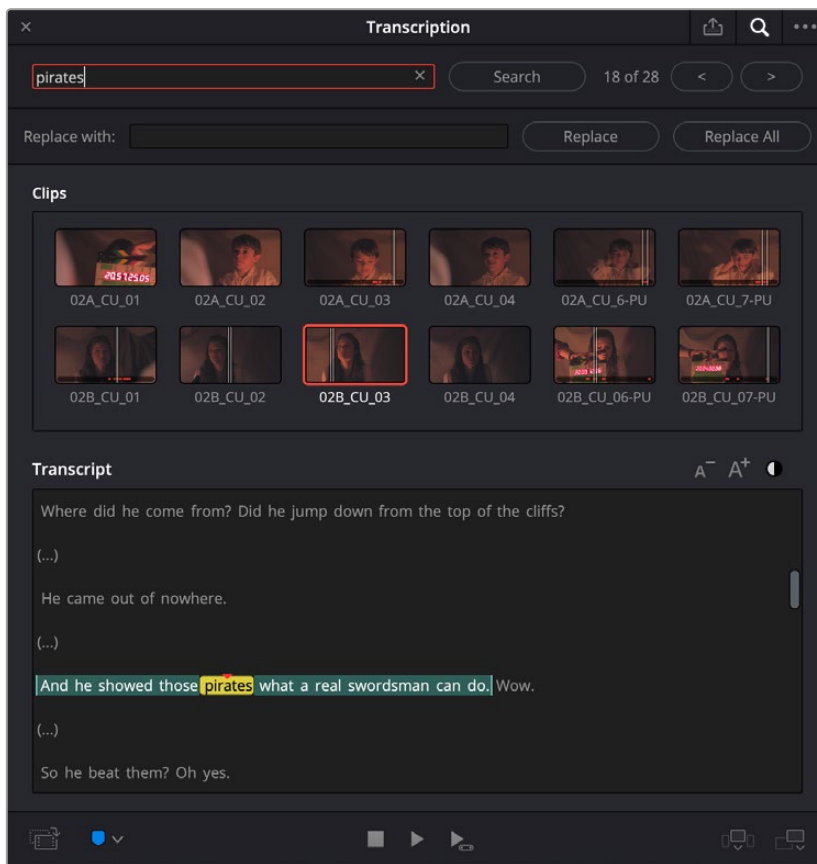 Transcription
pirates
Search
18 of 28
Replace with:
Replace
Replace All
Clips
02A_CU_01
02A_CU_02
02A_CU_03
02A_CU_04
02A_CU_6-PU
02A_CU_7-PU
02B_CU_01
02B_CU_02
02B_CU_03
02B_CU_04
02B_CU_06-PU
02B_CU_07-PU
Transcript
A⁻ A⁺
Where did he come from? Did he jump down from the top of the cliffs?
(...)
He came out of nowhere.
(...)
And he showed those pirates what a real swordsman can do. Wow.
(...)
So he beat them? Oh yes.